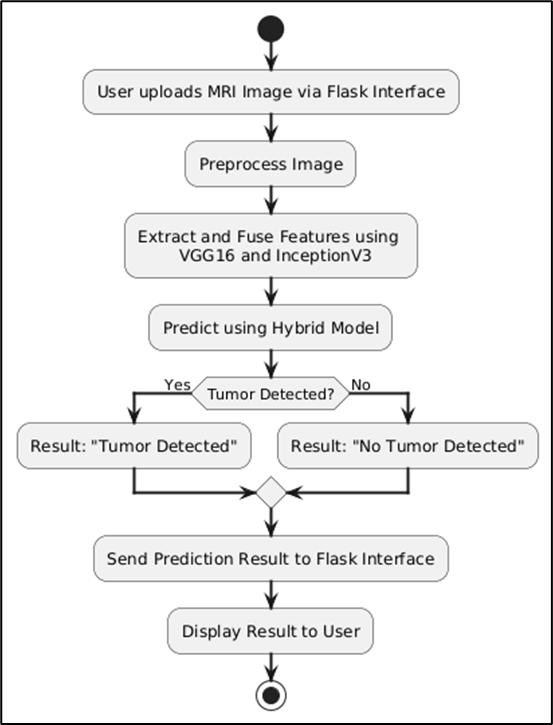 User uploads MRI Image via Flask Interface
Preprocess Image
Extract and Fuse Features using
VGG16 and InceptionV3
Predict using Hybrid Model
Yes
Tumor Detected?
No
Result: "Tumor Detected"
Result: "No Tumor Detected"
Send Prediction Result to Flask Interface
Display Result to User